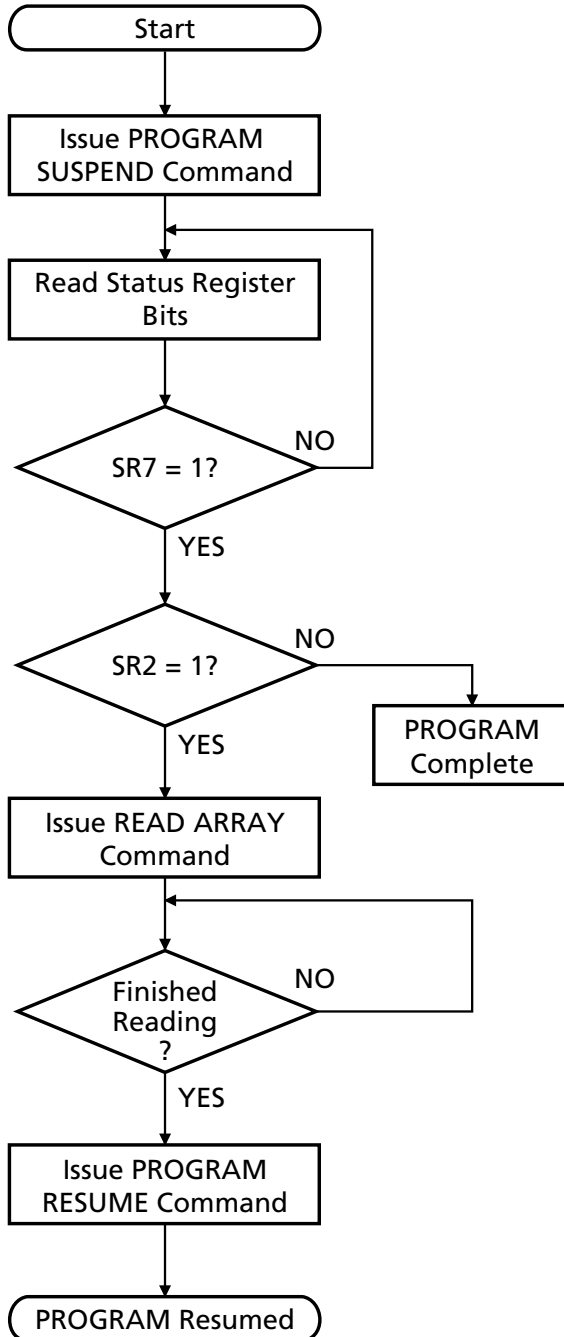 Start
Issue PROGRAM
SUSPEND Command
Read Status Register
Bits
NO
SR7 = 1?
YES
NO
SR2 = 1?
PROGRAM
Complete
YES
Issue READ ARRAY
Command
NO
Finished
Reading
?
YES
Issue PROGRAM
RESUME Command
PROGRAM Resumed